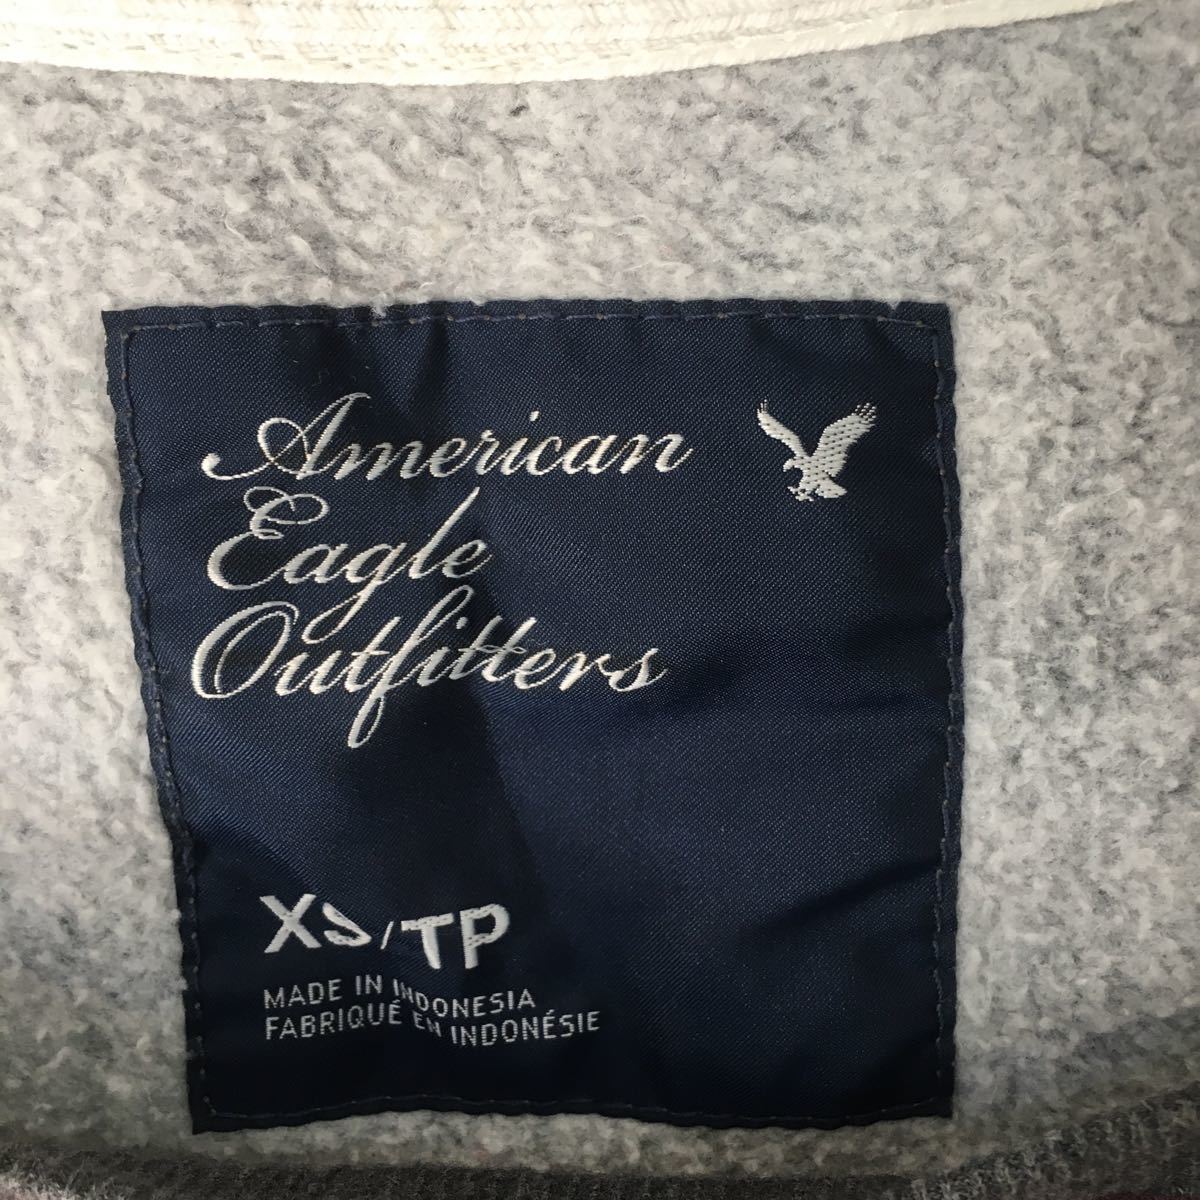 American
Eagle
Outfitters
XS/TP
MADE IN INDONESIA
FABRIQUÉ EN INDONÉSIE